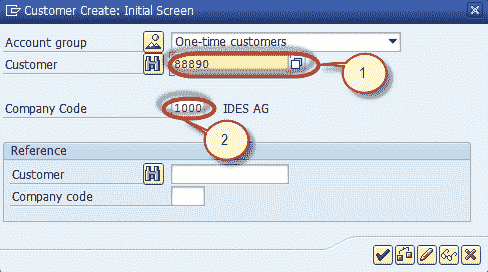 Customer Create: Initial Screen
Account group One-time customers
Customer 88890
1
Company Code 1000 IDES AG
2
Reference
Customer
Company code